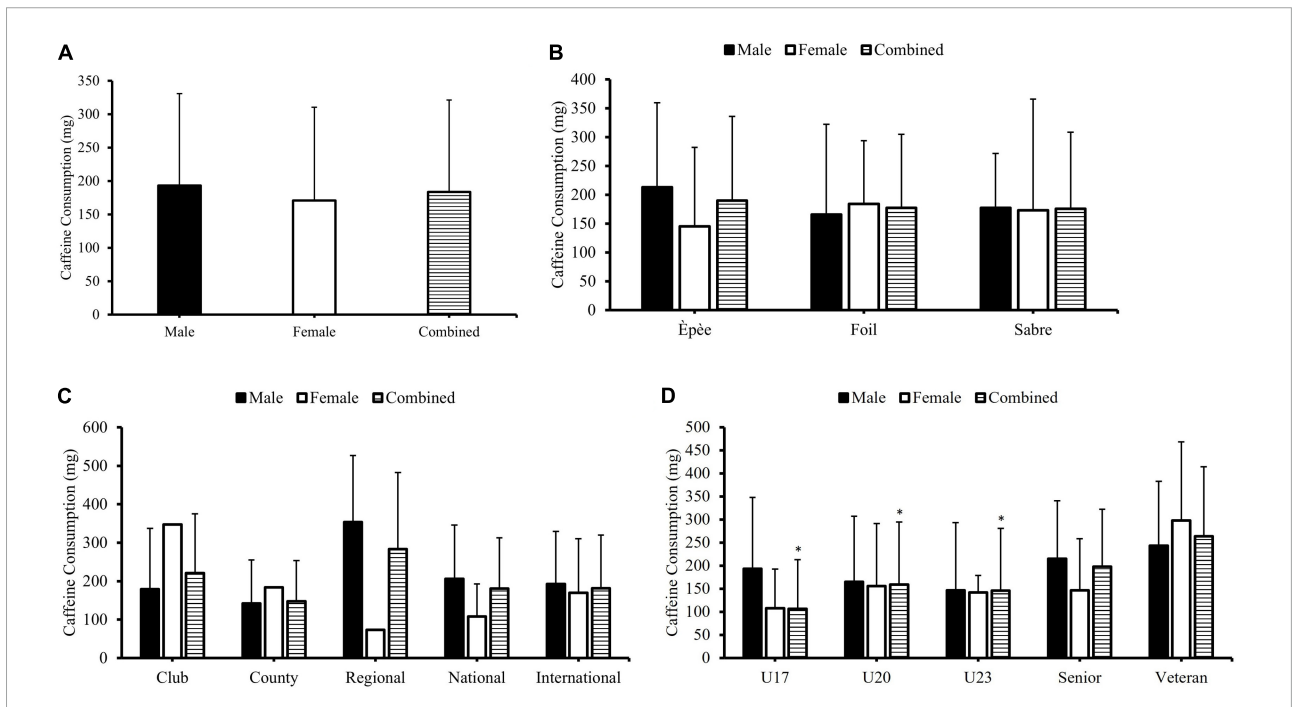 A
Caffeine Consumption (mg)
350
300
250
200
150
100
50
0
Male
Female
Combined
B
Male Female Combined
Caffeine Consumption (mg)
400
350
300
250
200
150
100
50
0
Èpèe
Foil
Sabre
C
Male Female Combined
Caffeine Consumption (mg)
600
500
400
300
200
100
0
Club
County
Regional
National
International
D
Male Female Combined
Caffeine Consumption (mg)
500
450
400
350
300
250
200
150
100
50
0
*
*
*
U17
U20
U23
Senior
Veteran